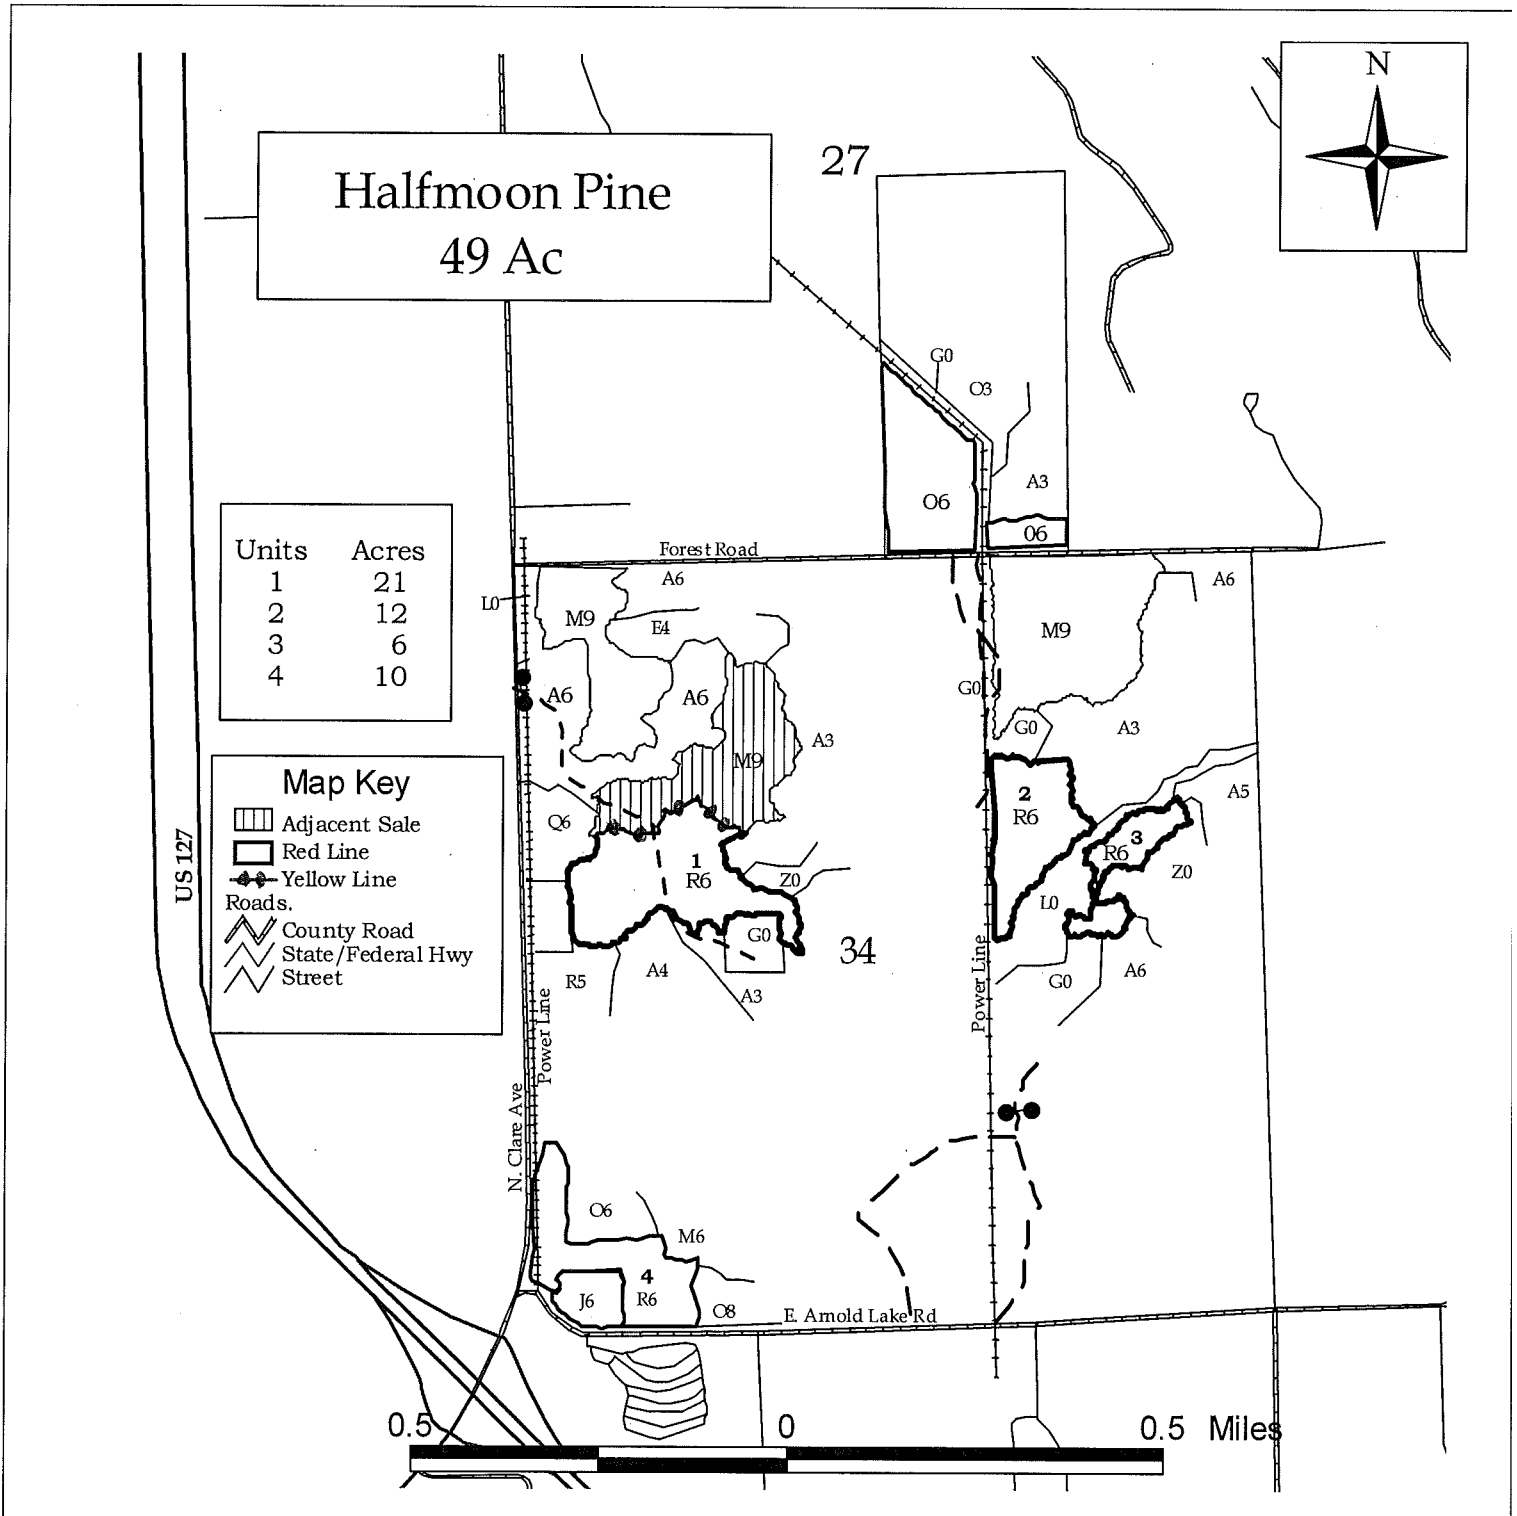 N
27
Halfmoon Pine
49 Ac
G0
O3
A3
O6
06
Units Acres
1 21
2 12
3 6
4 10
Forest Road
A6
A6
L0
M9
E4
M9
A6
A6
G0
G0
A3
A3
M9
Map Key
Adjacent Sale
Red Line
Yellow Line
Roads.
County Road
State/Federal Hwy
Street
US 127
Q6
1
R6
Z0
G0
34
R5
A4
A3
2
R6
A5
3
R6
Z0
L0
G0
A6
Power Line
Power Line
N. Clare Ave
O6
M6
4
R6
J6
O8
E. Arnold Lake Rd
0.5 0 0.5 Miles